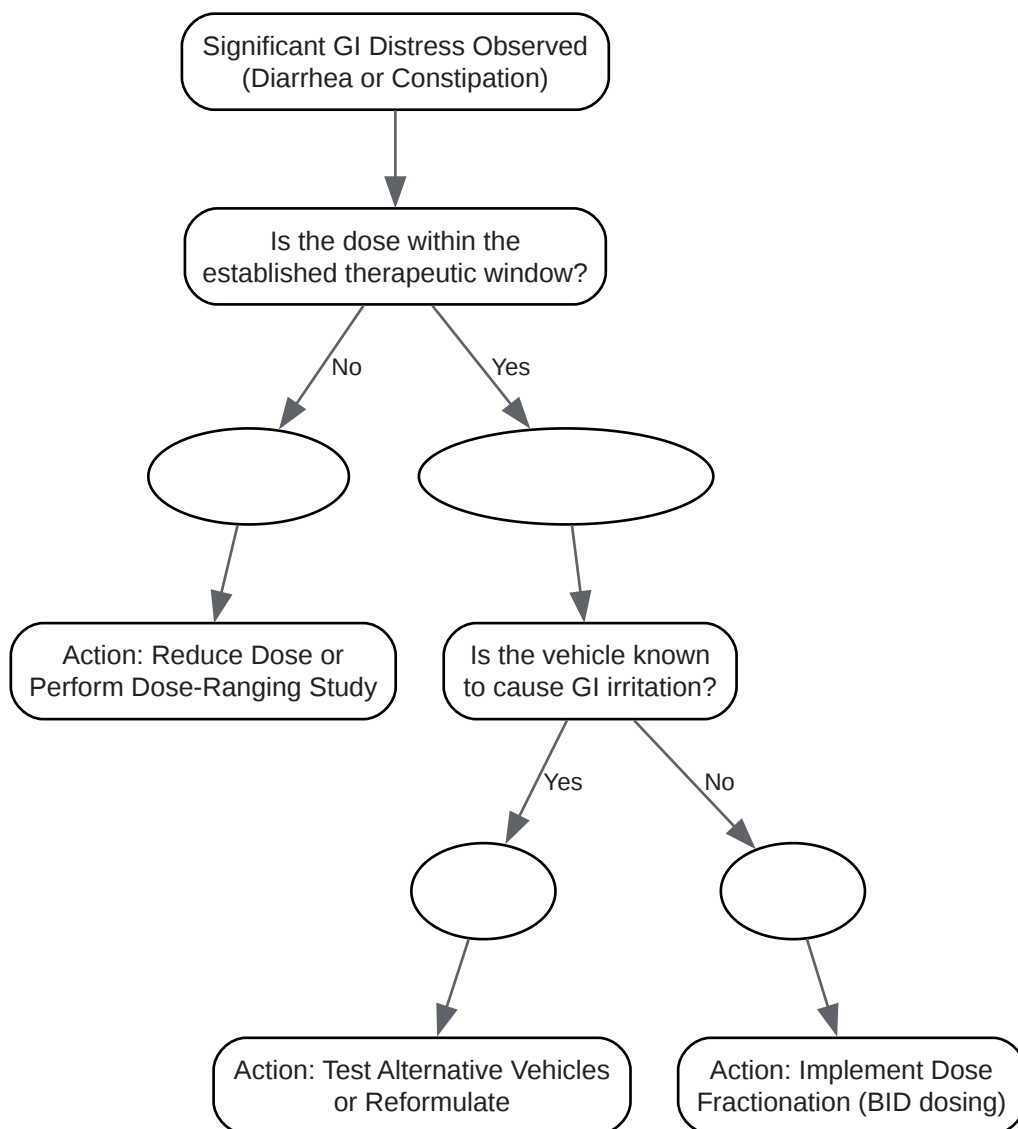 Significant GI Distress Observed
(Diarrhea or Constipation)
Is the dose within the
established therapeutic window?
No
Yes
Action: Reduce Dose or
Perform Dose-Ranging Study
Is the vehicle known
to cause GI irritation?
Yes
No
Action: Test Alternative Vehicles
or Reformulate
Action: Implement Dose
Fractionation (BID dosing)